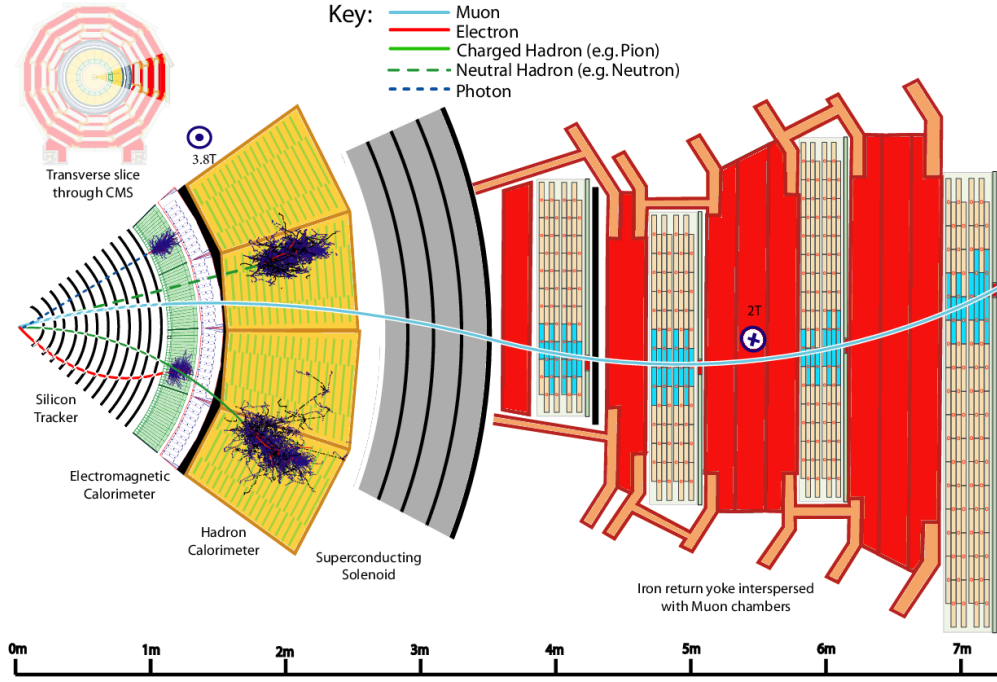 Key:
Muon
Electron
Charged Hadron (e.g. Pion)
Neutral Hadron (e.g. Neutron)
Photon
Transverse slice
through CMS
3.8T
2T
Silicon
Tracker
Electromagnetic
Calorimeter
Hadron
Calorimeter
Superconducting
Solenoid
Iron return yoke interspersed
with Muon chambers
0m
1m
2m
3m
4m
5m
6m
7m